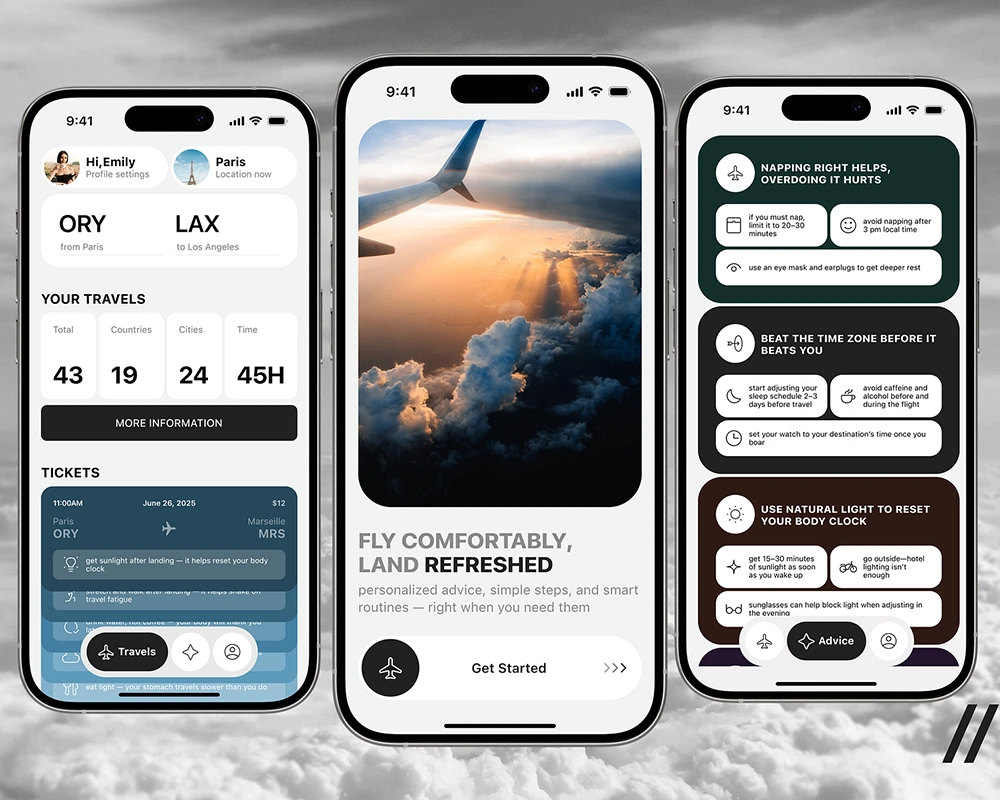 9:41
Hi,Emily
Profile settings
Paris
Location now
ORY
from Paris
LAX
to Los Angeles
YOUR TRAVELS
Total
Countries
Cities
Time
43
19
24
45H
MORE INFORMATION
TICKETS
11:00AM
June 26, 2025
$12
Paris
ORY
Marseille
MRS
get sunlight after landing — it helps reset your body
clock
stretch and walk after landing — it helps shake off
travel fatigue
drink water, not coffee — your body will thank you
eat light — your stomach travels slower than you do
Travels
9:41
FLY COMFORTABLY,
LAND REFRESHED
personalized advice, simple steps, and smart
routines — right when you need them
Get Started
9:41
NAPPING RIGHT HELPS,
OVERDOING IT HURTS
if you must nap,
limit it to 20–30
minutes
avoid napping after
3 pm local time
use an eye mask and earplugs to get deeper rest
BEAT THE TIME ZONE BEFORE IT
BEATS YOU
start adjusting your
sleep schedule 2–3
days before travel
avoid caffeine and
alcohol before and
during the flight
set your watch to your destination's time once you
boar
USE NATURAL LIGHT TO RESET
YOUR BODY CLOCK
get 15–30 minutes
of sunlight as soon
as you wake up
go outside—hotel
lighting isn't
enough
sunglasses can help block light when adjusting in
the evening
Advice